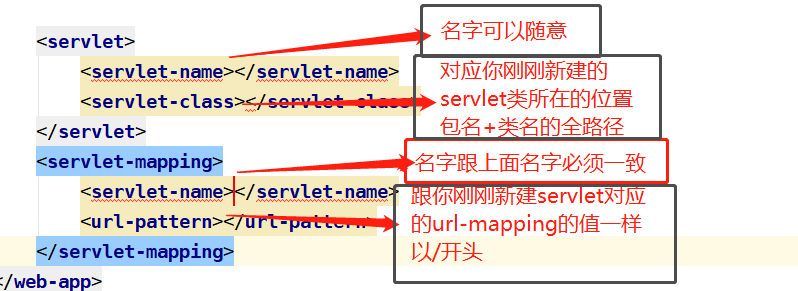 <servlet>
名字可以随意
<servlet-name></servlet-name>
<servlet-class></servlet-class>
对应你刚刚新建的
servlet类所在的位置
包名+类名的全路径
</servlet>
<servlet-mapping>
名字跟上面名字必须一致
<servlet-name></servlet-name>
<url-pattern></url-pattern>
跟你刚刚新建servlet对应
的url-mapping的值一样
以/开头
</servlet-mapping>
</web-app>